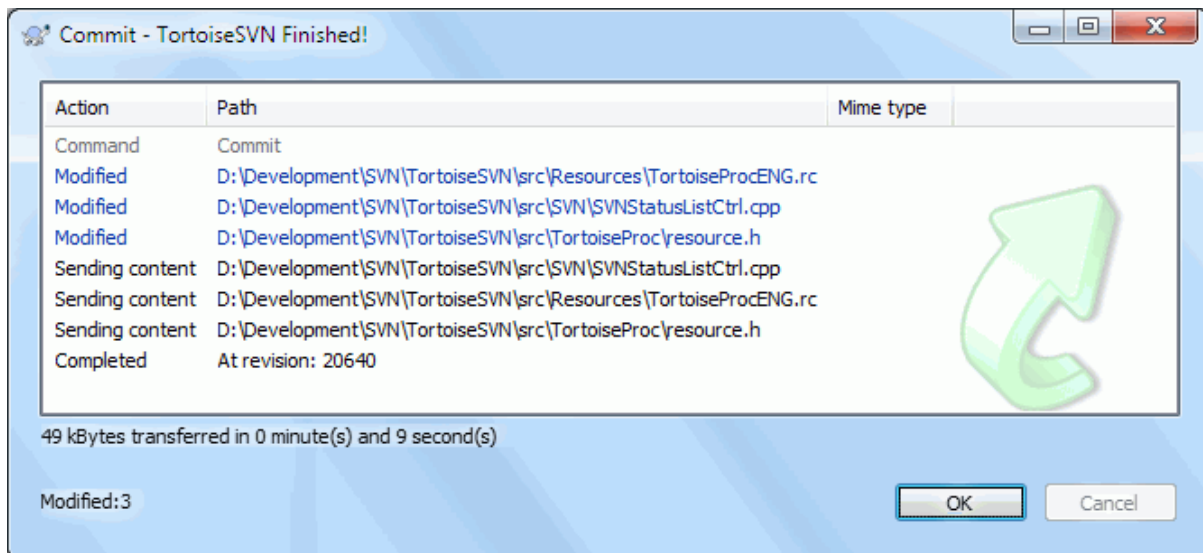 Commit - TortoiseSVN Finished!
Action Path Mime type
Command Commit
Modified D:\Development\SVN\TortoiseSVN\src\Resources\TortoiseProcENG.rc
Modified D:\Development\SVN\TortoiseSVN\src\SVN\SVNStatusListCtrl.cpp
Modified D:\Development\SVN\TortoiseSVN\src\TortoiseProc\resource.h
Sending content D:\Development\SVN\TortoiseSVN\src\SVN\SVNStatusListCtrl.cpp
Sending content D:\Development\SVN\TortoiseSVN\src\Resources\TortoiseProcENG.rc
Sending content D:\Development\SVN\TortoiseSVN\src\TortoiseProc\resource.h
Completed At revision: 20640
49 kBytes transferred in 0 minute(s) and 9 second(s)
Modified:3
OK Cancel